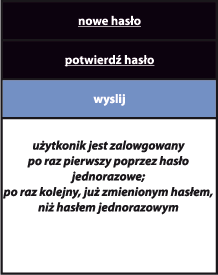 nowe hasło
potwierdź hasło
wyslij
użytkonik jest zalowgowany
po raz pierwszy poprzez hasło
jednorazowe;
po raz kolejny, już zmienionym hasłem,
niż hasłem jednorazowym